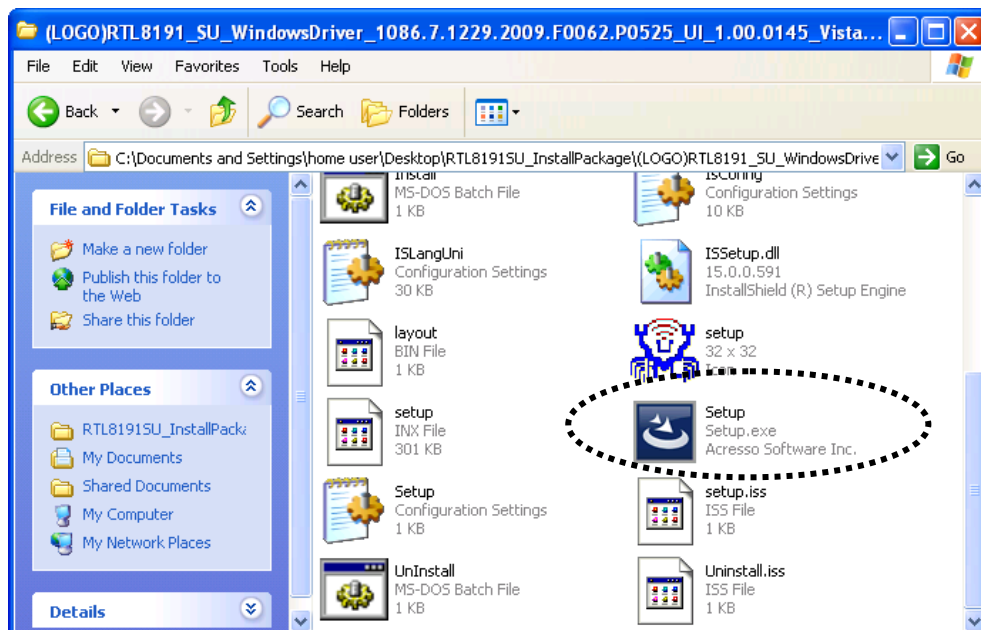 (LOGO)RTL8191_SU_WindowsDriver_1086.7.1229.2009.F0062.P0525_UI_1.00.0145_Vista...
File Edit View Favorites Tools Help
Back Search Folders
Address C:\Documents and Settings\home user\Desktop\RTL8191SU_InstallPackage\(LOGO)RTL8191_SU_WindowsDrive Go
File and Folder Tasks
Make a new folder
Publish this folder to
the Web
Share this folder
Other Places
RTL8191SU_InstallPacka
My Documents
Shared Documents
My Computer
My Network Places
Details
Install
MS-DOS Batch File
1 KB
IsConfig
Configuration Settings
10 KB
ISLangUni
Configuration Settings
30 KB
ISSetup.dll
15.0.0.591
InstallShield (R) Setup Engine
layout
BIN File
1 KB
setup
32 x 32
Icon
setup
INX File
301 KB
Setup
Setup.exe
Acresso Software Inc.
Setup
Configuration Settings
1 KB
setup.iss
ISS File
1 KB
UnInstall
MS-DOS Batch File
1 KB
Uninstall.iss
ISS File
1 KB